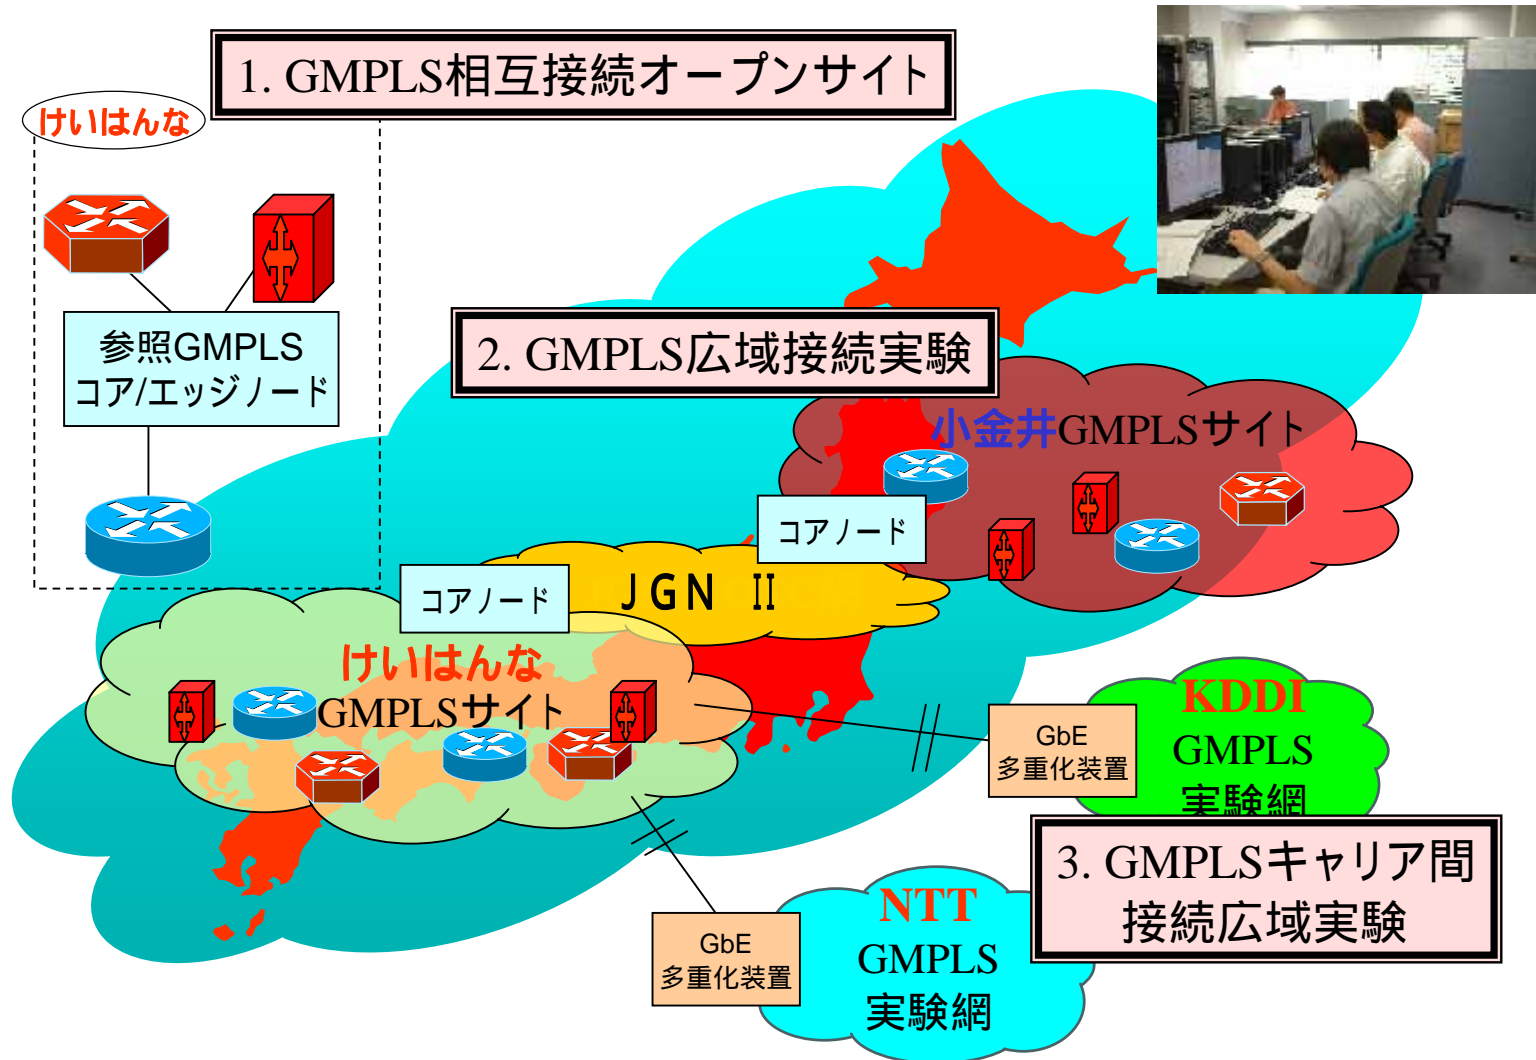 1. GMPLS相互接続オープンサイト
けいはんな
参照GMPLS
コア/エッジノード
2. GMPLS広域接続実験
小金井GMPLSサイト
コアノード
コアノード
JGN II
けいはんな
GMPLSサイト
KDDI
GMPLS
実験網
GbE
多重化装置
3. GMPLSキャリア間
接続広域実験
NTT
GMPLS
実験網
GbE
多重化装置